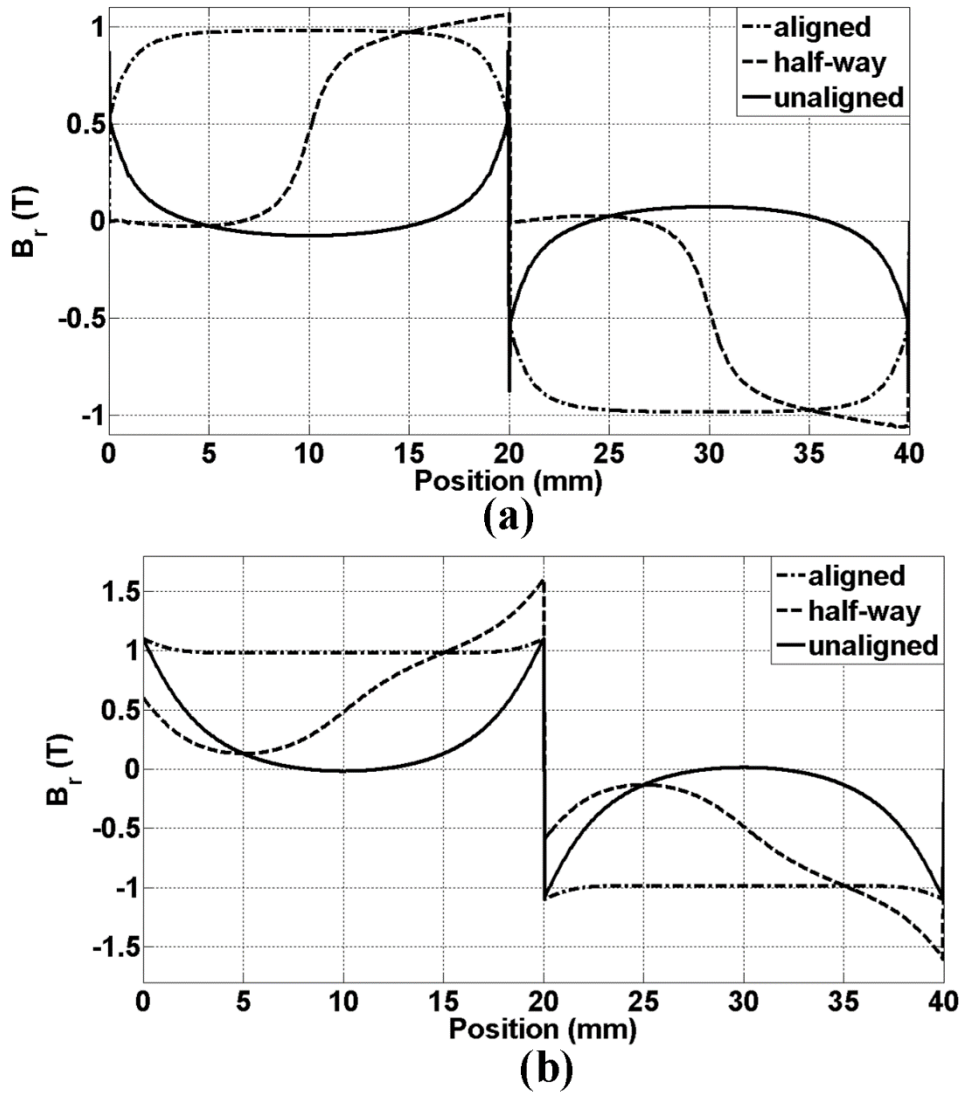 aligned
half-way
unaligned
1
0.5
0
-0.5
-1
B_r (T)
0 5 10 15 20 25 30 35 40
Position (mm)
(a)
aligned
half-way
unaligned
1.5
1
0.5
0
-0.5
-1
-1.5
B_r (T)
0 5 10 15 20 25 30 35 40
Position (mm)
(b)